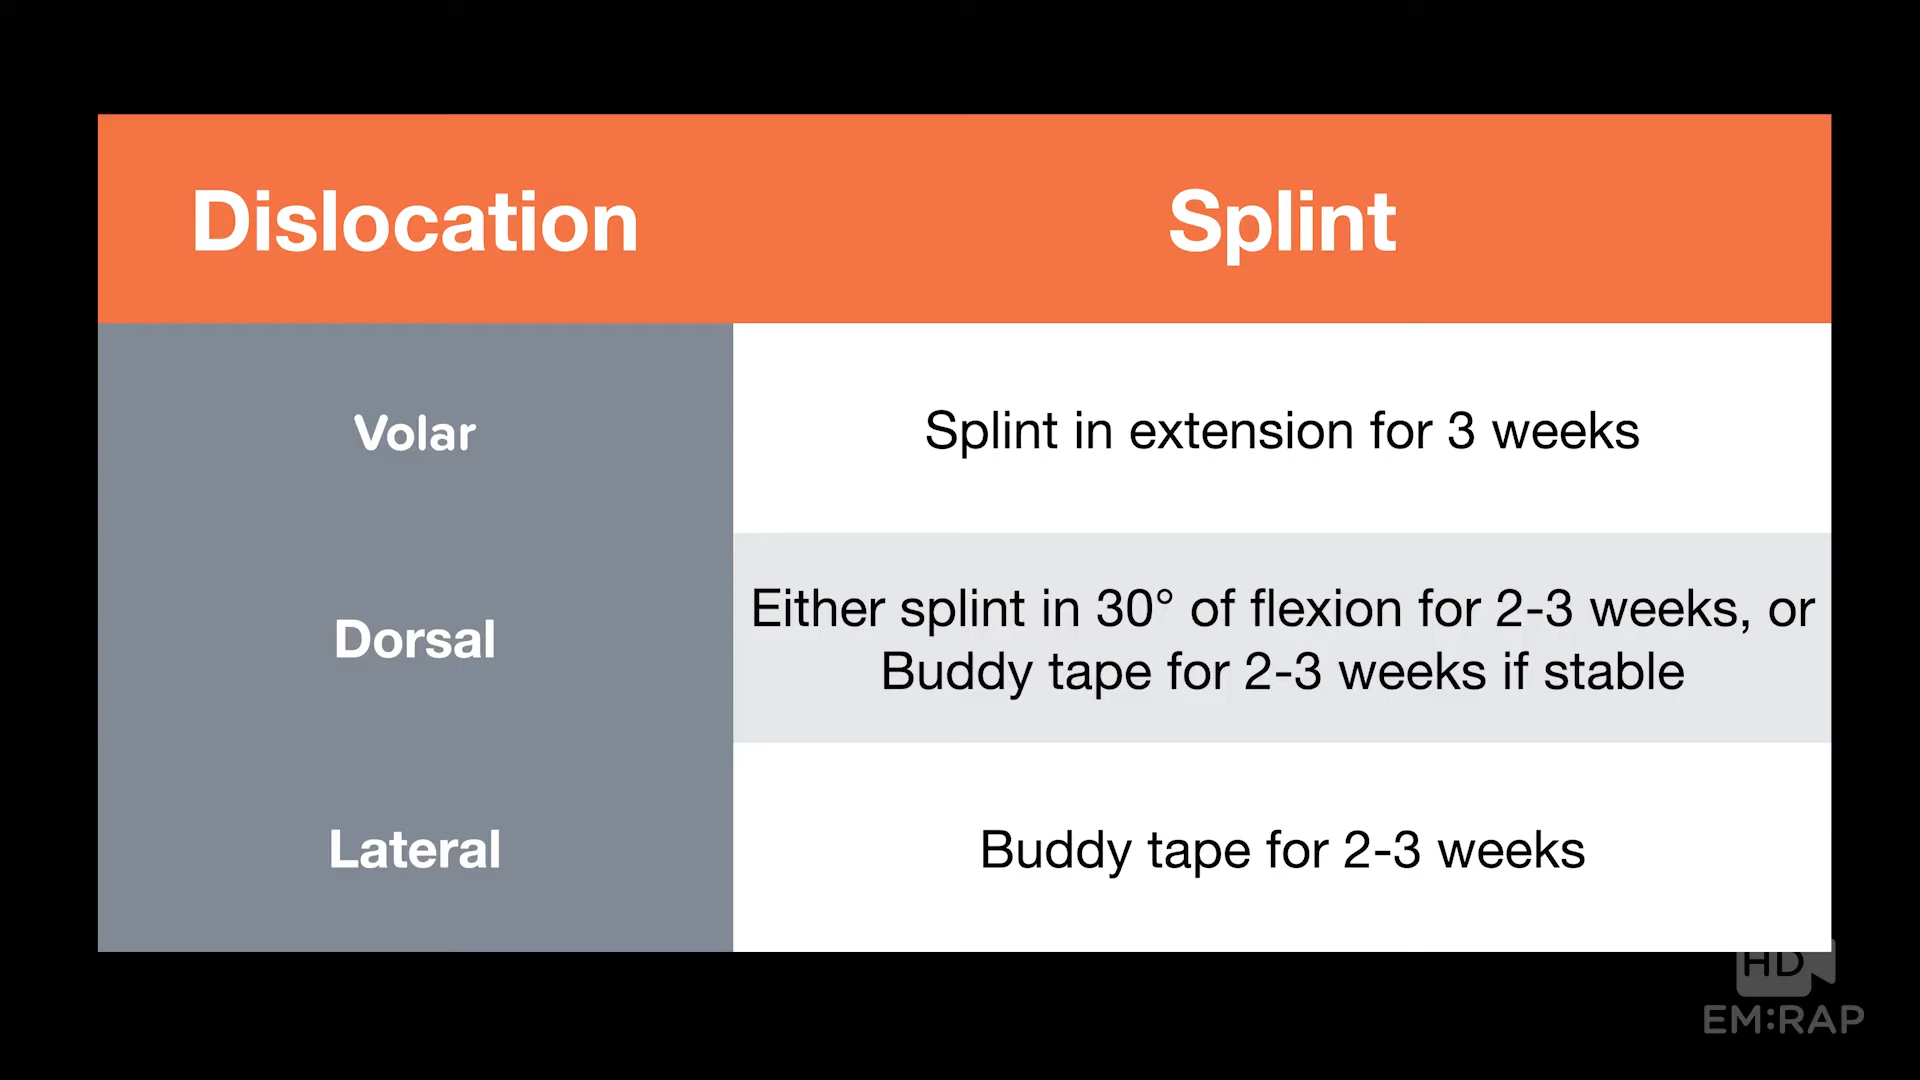 Dislocation
Splint
Volar
Splint in extension for 3 weeks
Dorsal
Either splint in 30° of flexion for 2-3 weeks, or
Buddy tape for 2-3 weeks if stable
Lateral
Buddy tape for 2-3 weeks
HD
EM:RAP